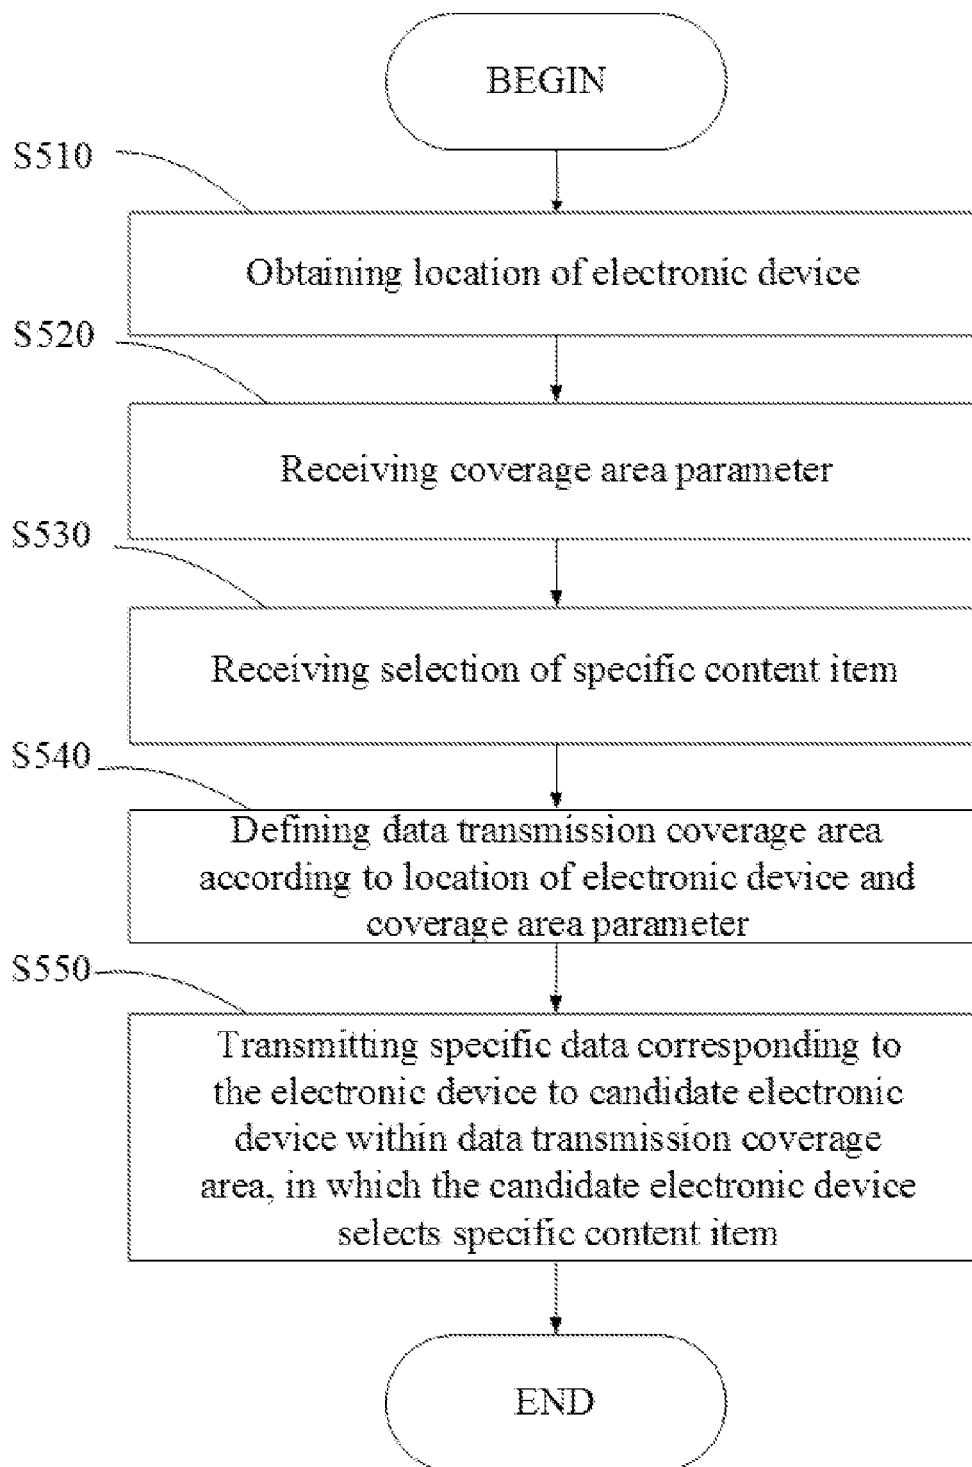 BEGIN
S510
Obtaining location of electronic device
S520
Receiving coverage area parameter
S530
Receiving selection of specific content item
S540
Defining data transmission coverage area
according to location of electronic device and
coverage area parameter
S550
Transmitting specific data corresponding to
the electronic device to candidate electronic
device within data transmission coverage
area, in which the candidate electronic device
selects specific content item
END